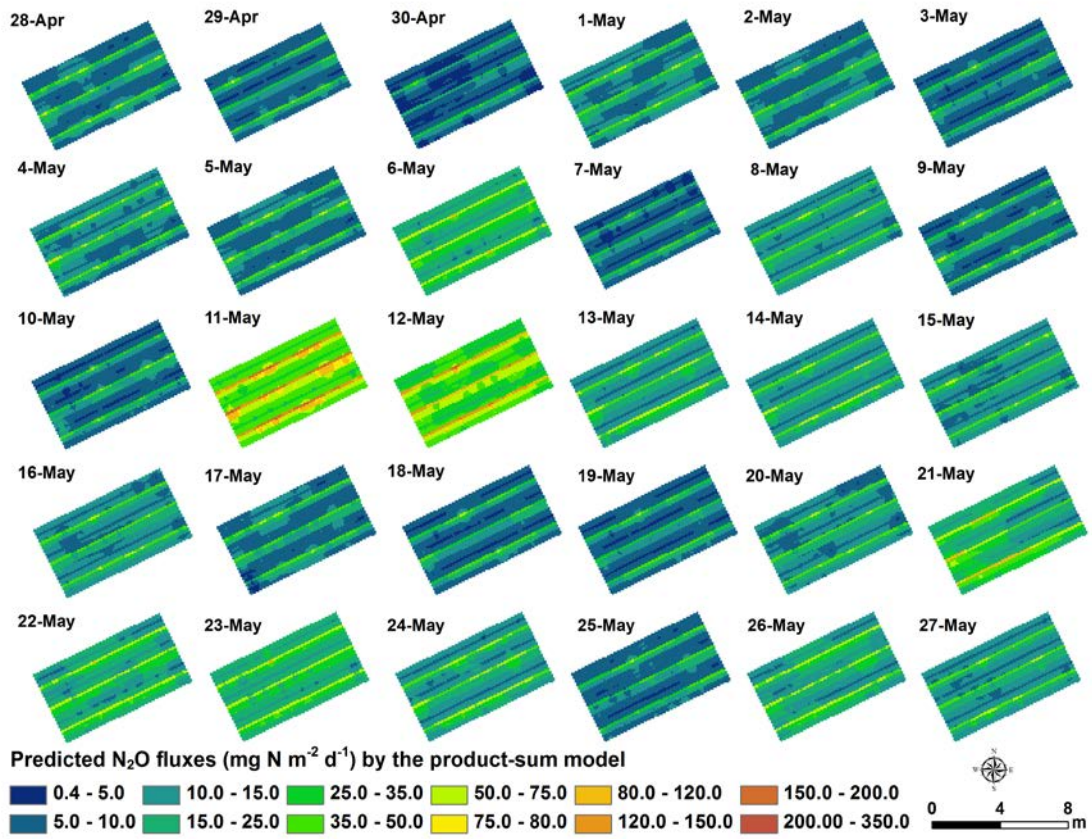 28-Apr 29-Apr 30-Apr 1-May 2-May 3-May
4-May 5-May 6-May 7-May 8-May 9-May
10-May 11-May 12-May 13-May 14-May 15-May
16-May 17-May 18-May 19-May 20-May 21-May
22-May 23-May 24-May 25-May 26-May 27-May
Predicted N₂O fluxes (mg N m⁻² d⁻¹) by the product-sum model
N
W E
S
0.4 - 5.0 10.0 - 15.0 25.0 - 35.0 50.0 - 75.0 80.0 - 120.0 150.0 - 200.0
5.0 - 10.0 15.0 - 25.0 35.0 - 50.0 75.0 - 80.0 120.0 - 150.0 200.00 - 350.0
0 4 8
m